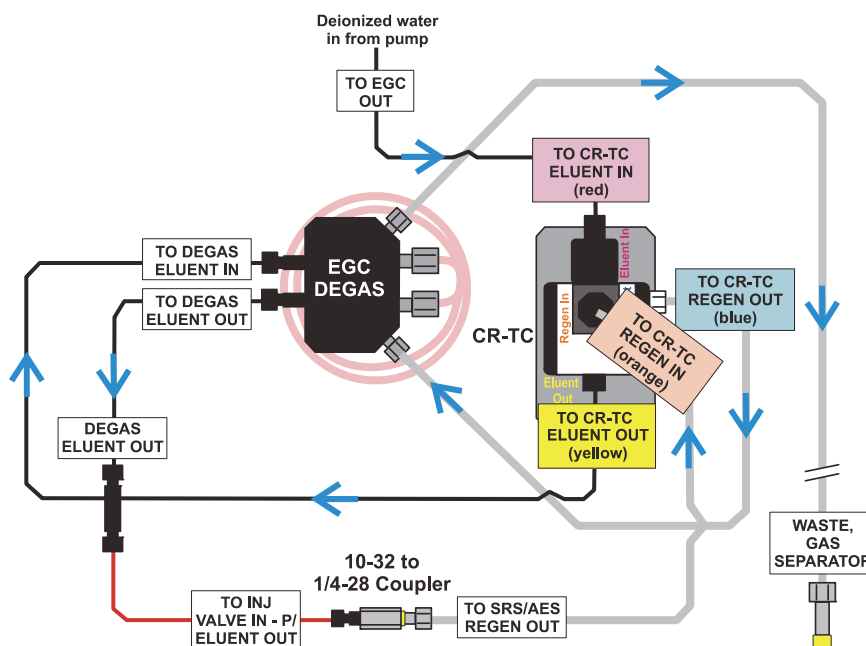 Deionized water
in from pump
TO EGC
OUT
TO CR-TC
ELUENT IN
(red)
TO DEGAS
ELUENT IN
EGC
DEGAS
TO DEGAS
ELUENT OUT
Eluent In
Regen In
TO CR-TC
REGEN OUT
(blue)
CR-TC
TO CR-TC
REGEN IN
(orange)
Eluent
Out
TO CR-TC
ELUENT OUT
(yellow)
DEGAS
ELUENT OUT
WASTE,
GAS
SEPARATOR
10-32 to
1/4-28 Coupler
TO INJ
VALVE IN - P/
ELUENT OUT
TO SRS/AES
REGEN OUT